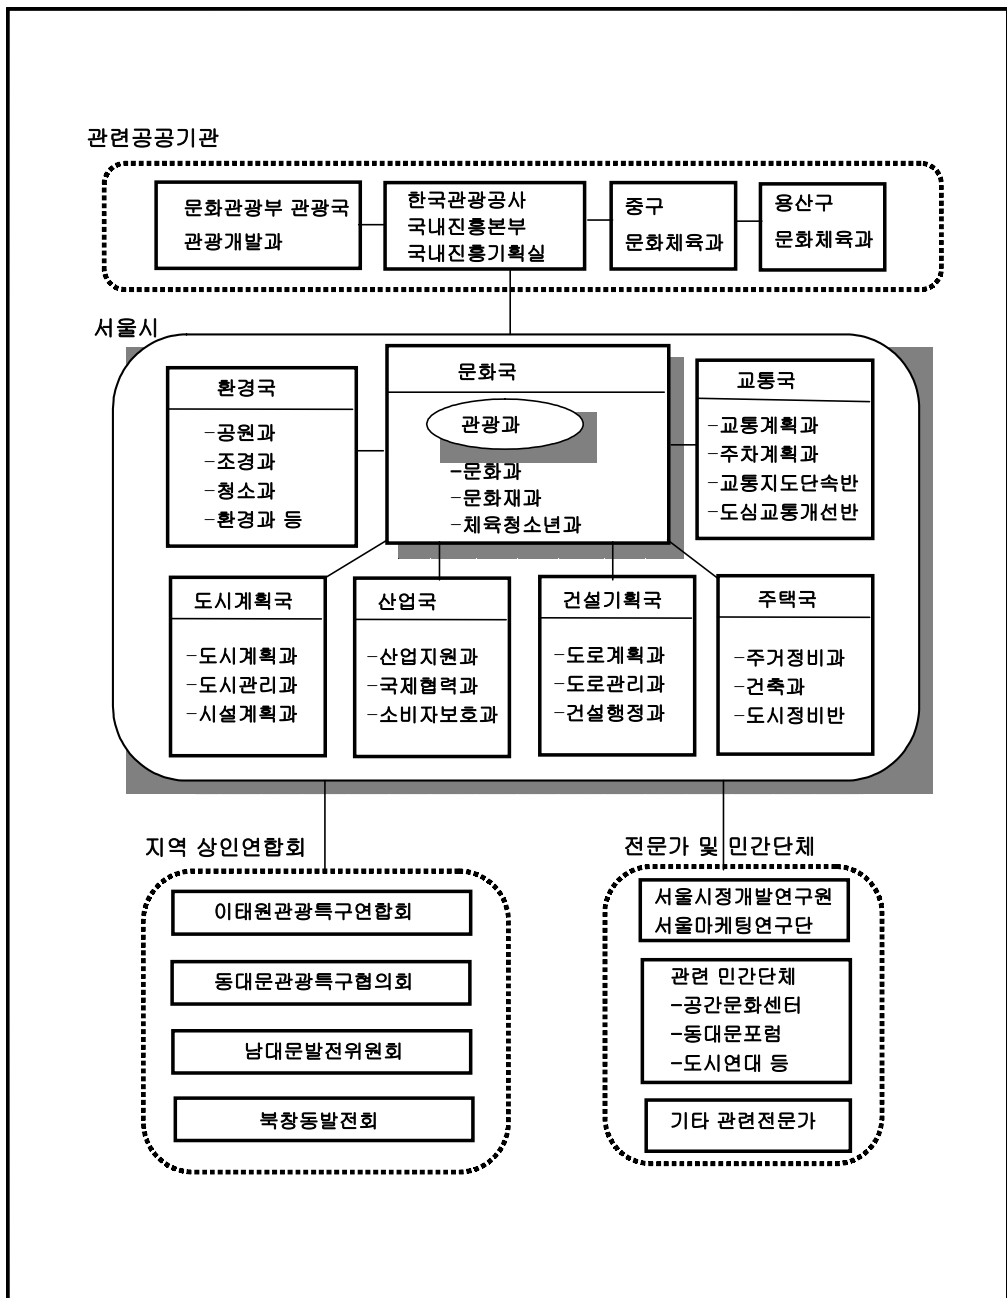 관련공공기관
문화관광부 관광국
관광개발과
한국관광공사
국내진흥본부
국내진흥기획실
중구
문화체육과
용산구
문화체육과
서울시
환경국
-공원과
-조경과
-청소과
-환경과 등
문화국
관광과
-문화과
-문화재과
-체육청소년과
교통국
-교통계획과
-주차계획과
-교통지도단속반
-도심교통개선반
도시계획국
-도시계획과
-도시관리과
-시설계획과
산업국
-산업지원과
-국제협력과
-소비자보호과
건설기획국
-도로계획과
-도로관리과
-건설행정과
주택국
-주거정비과
-건축과
-도시정비반
지역 상인연합회
이태원관광특구연합회
동대문관광특구협의회
남대문발전위원회
북창동발전회
전문가 및 민간단체
서울시정개발연구원
서울마케팅연구단
관련 민간단체
-공간문화센터
-동대문포럼
-도시연대 등
기타 관련전문가